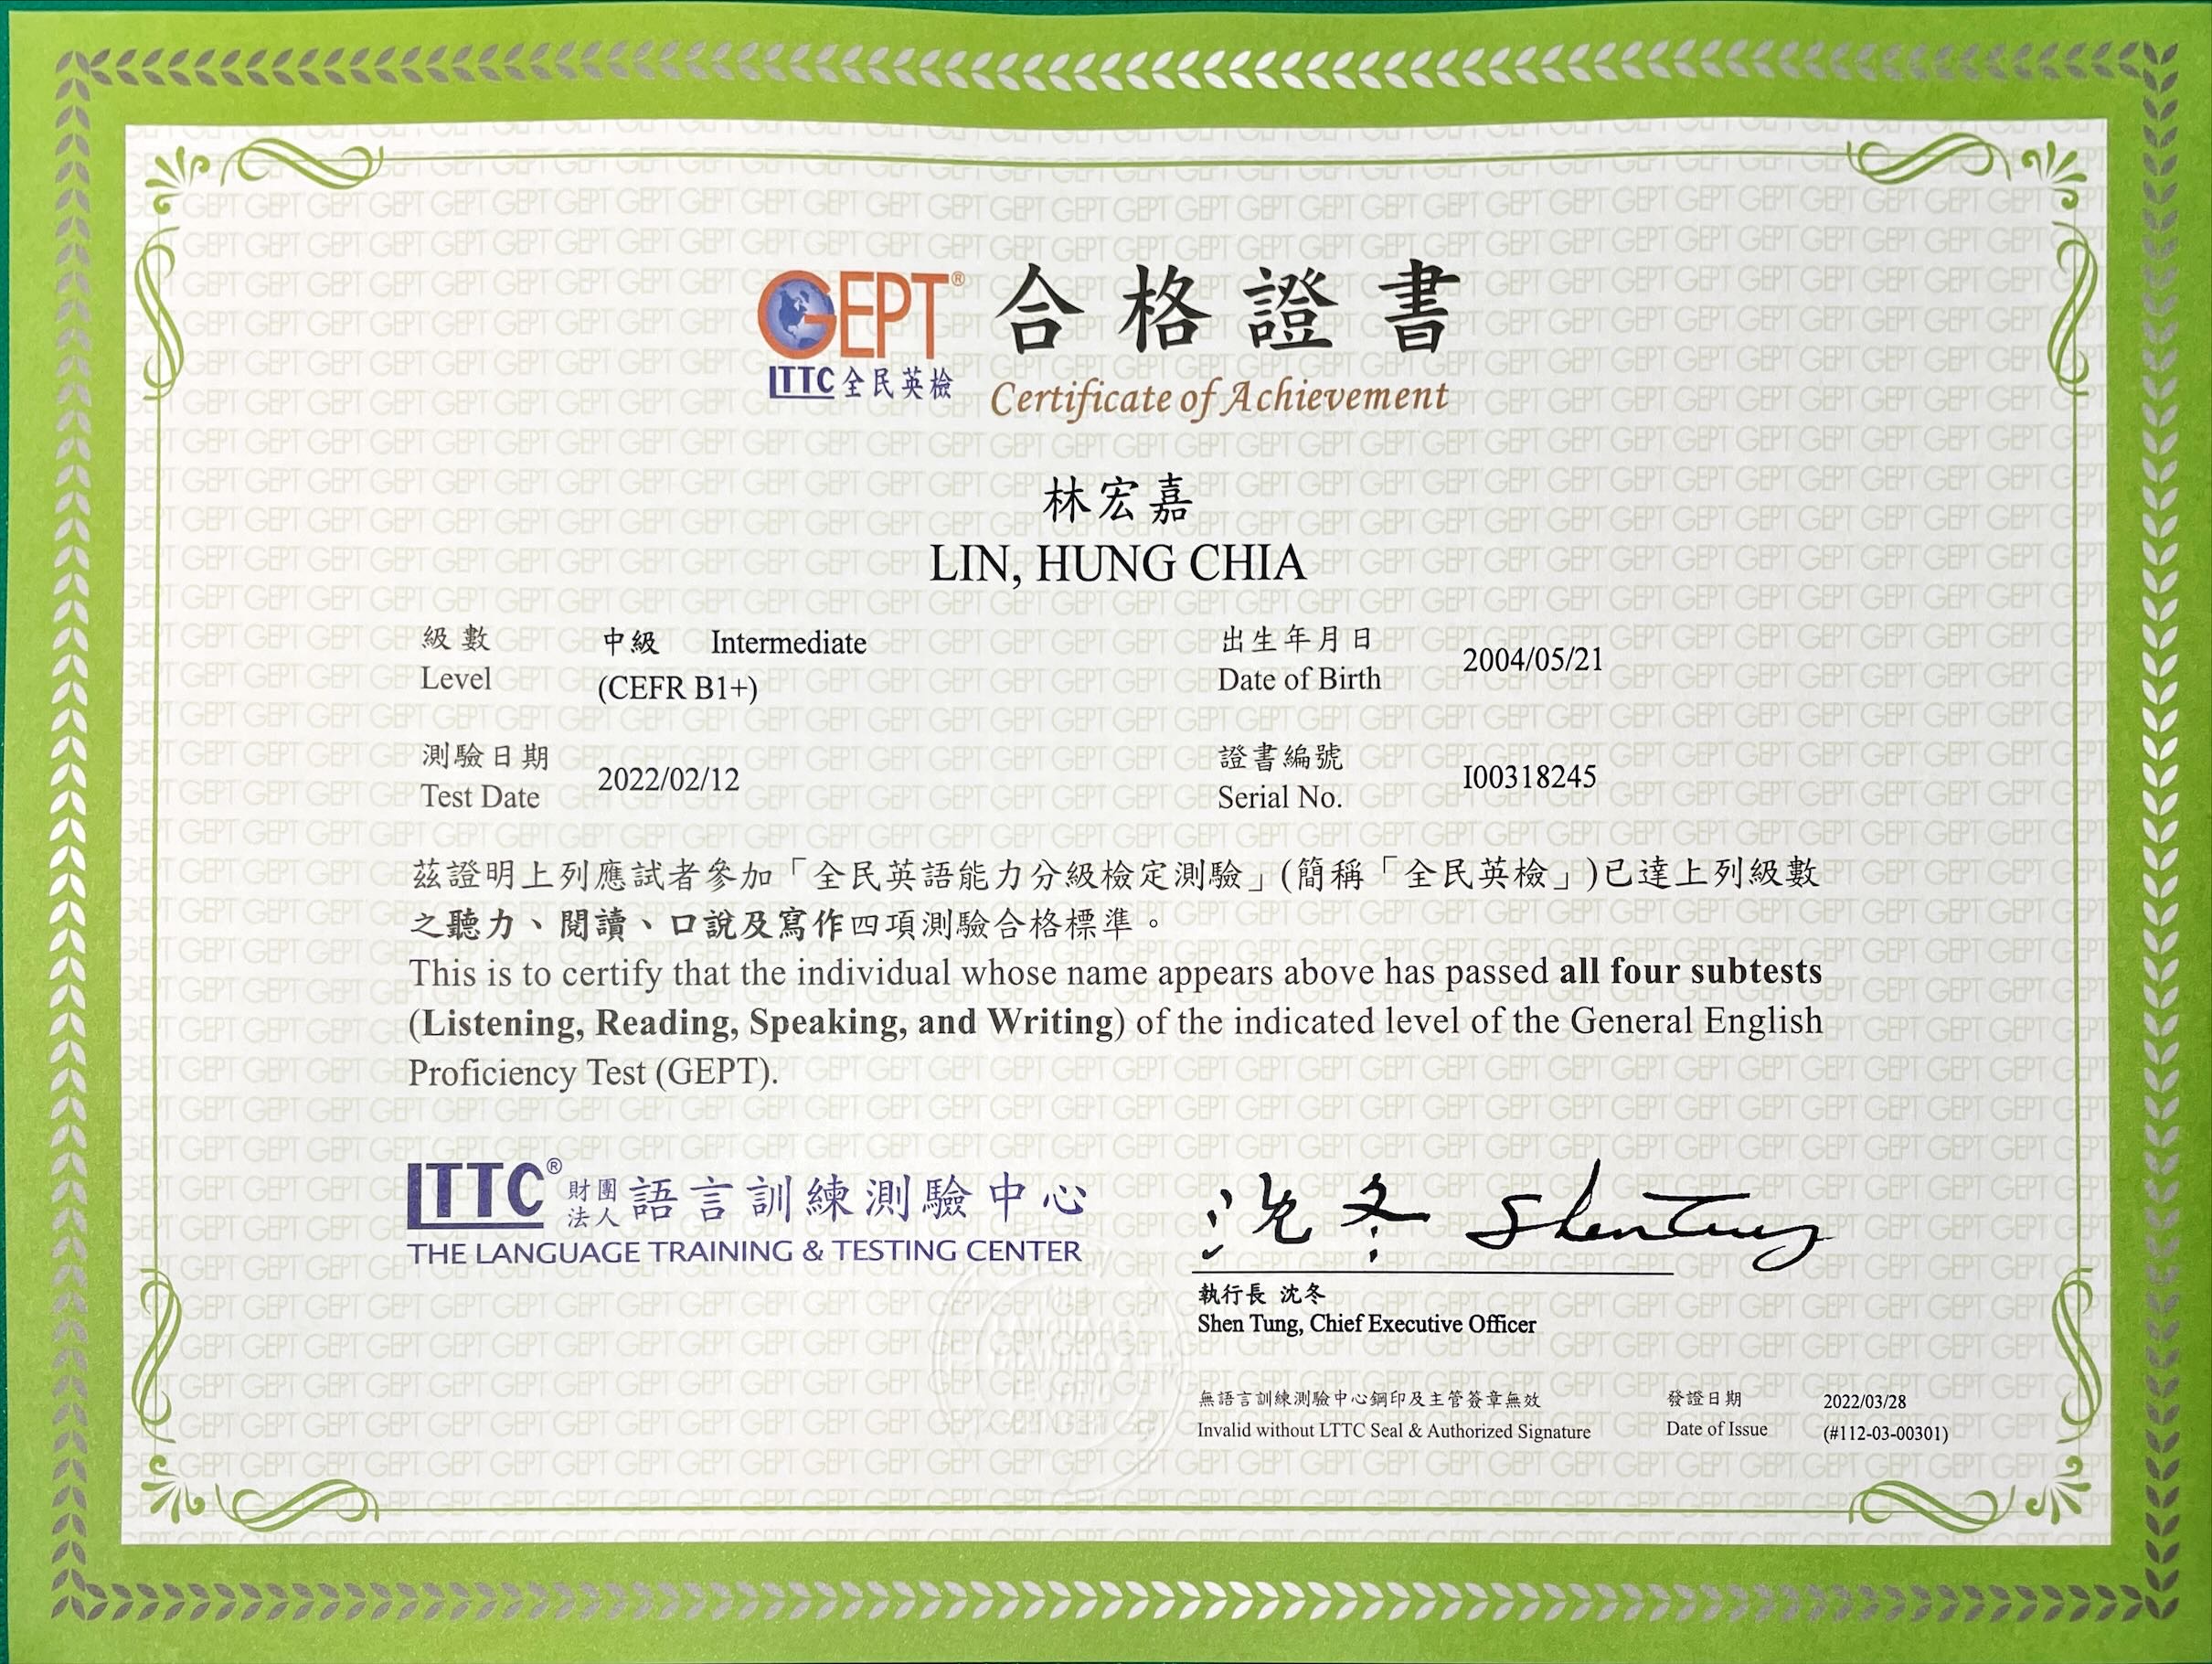 GEPT® 合格證書
LTTC 全民英檢
Certificate of Achievement
林宏嘉
LIN, HUNG CHIA
級數 中級 Intermediate
Level (CEFR B1+)
出生年月日 2004/05/21
Date of Birth
測驗日期 2022/02/12
Test Date
證書編號 I00318245
Serial No.
茲證明上列應試者參加「全民英語能力分級檢定測驗」(簡稱「全民英檢」)已達上列級數
之聽力、閱讀、口說及寫作四項測驗合格標準。
This is to certify that the individual whose name appears above has passed all four subtests
(Listening, Reading, Speaking, and Writing) of the indicated level of the General English
Proficiency Test (GEPT).
LTTC® 財團法人 語言訓練測驗中心
THE LANGUAGE TRAINING & TESTING CENTER
沈冬 Shen Tung
執行長 沈冬
Shen Tung, Chief Executive Officer
無語言訓練測驗中心鋼印及主管簽章無效
Invalid without LTTC Seal & Authorized Signature
發證日期 2022/03/28
Date of Issue (#112-03-00301)